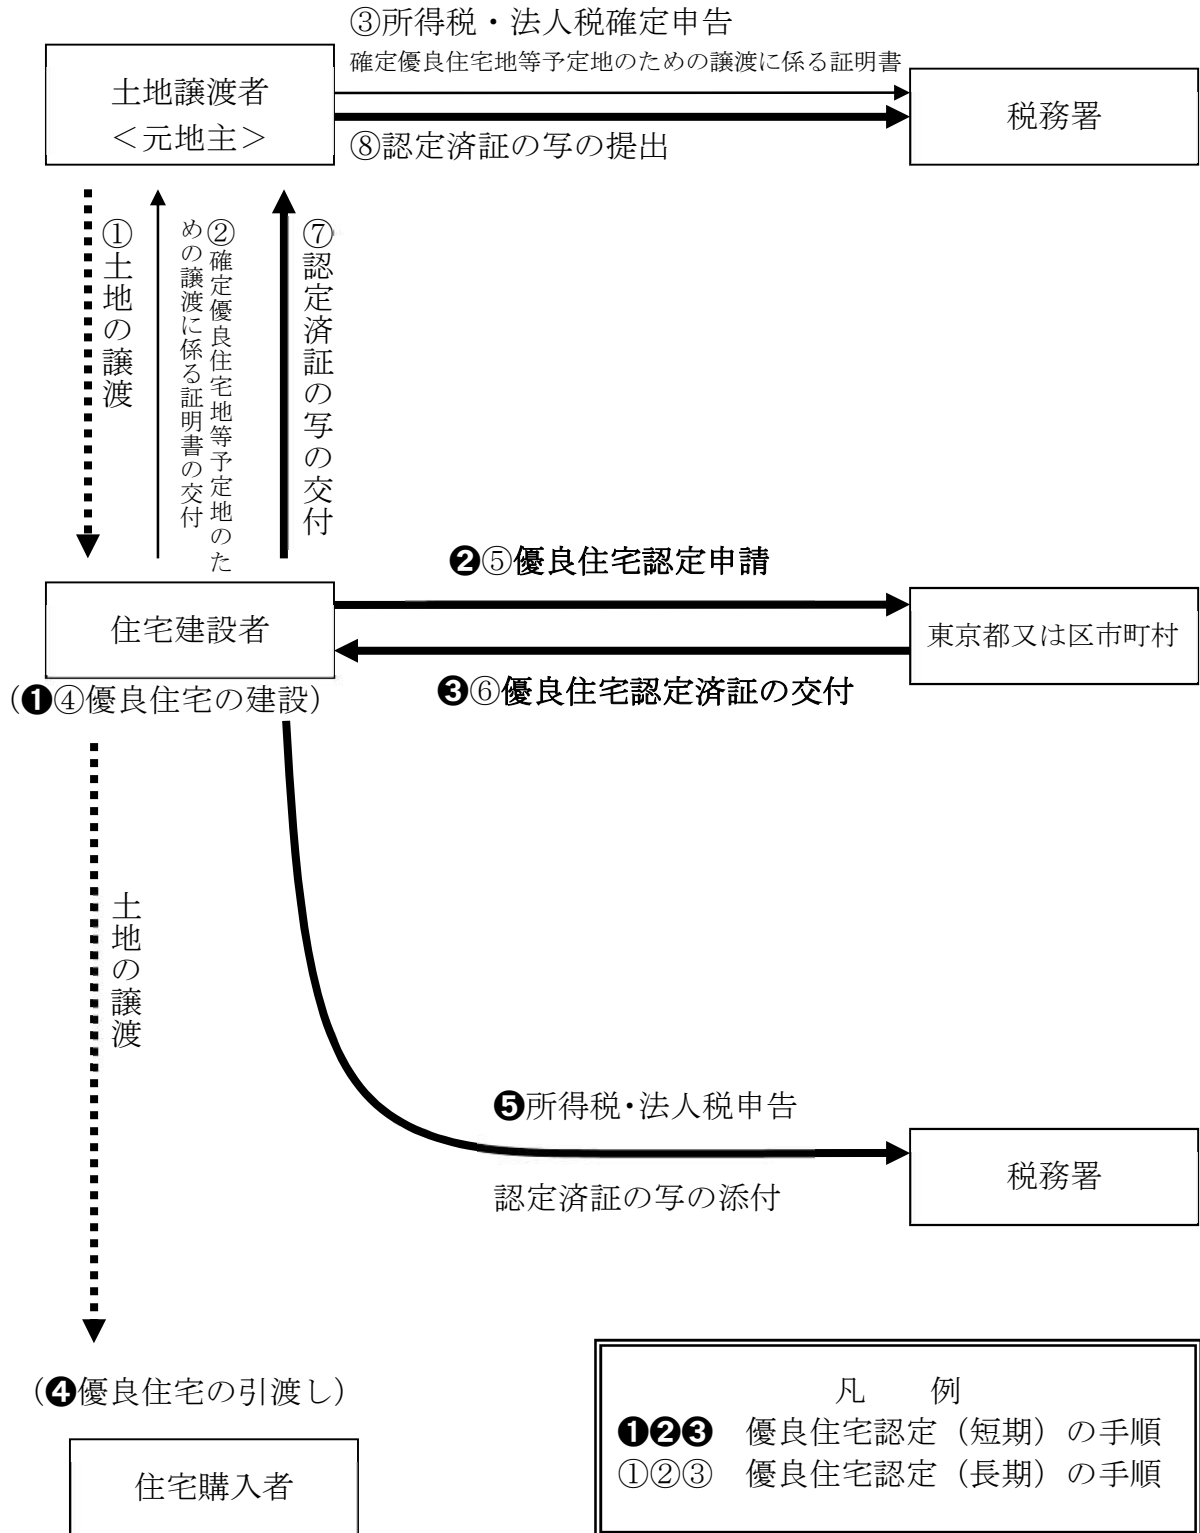 ③所得税・法人税確定申告
確定優良住宅地等予定地のための譲渡に係る証明書
土地譲渡者
＜元地主＞
税務署
⑧認定済証の写の提出
①土地の譲渡
②確定優良住宅地等予定地のた
めの譲渡に係る証明書の交付
⑦認定済証の写の交付
❷⑤優良住宅認定申請
住宅建設者
東京都又は区市町村
(❶④優良住宅の建設)
❸⑥優良住宅認定済証の交付
土地の譲渡
❺所得税・法人税申告
認定済証の写の添付
税務署
(❹優良住宅の引渡し)
住宅購入者
凡　例
❶❷❸　優良住宅認定（短期）の手順
①②③　優良住宅認定（長期）の手順